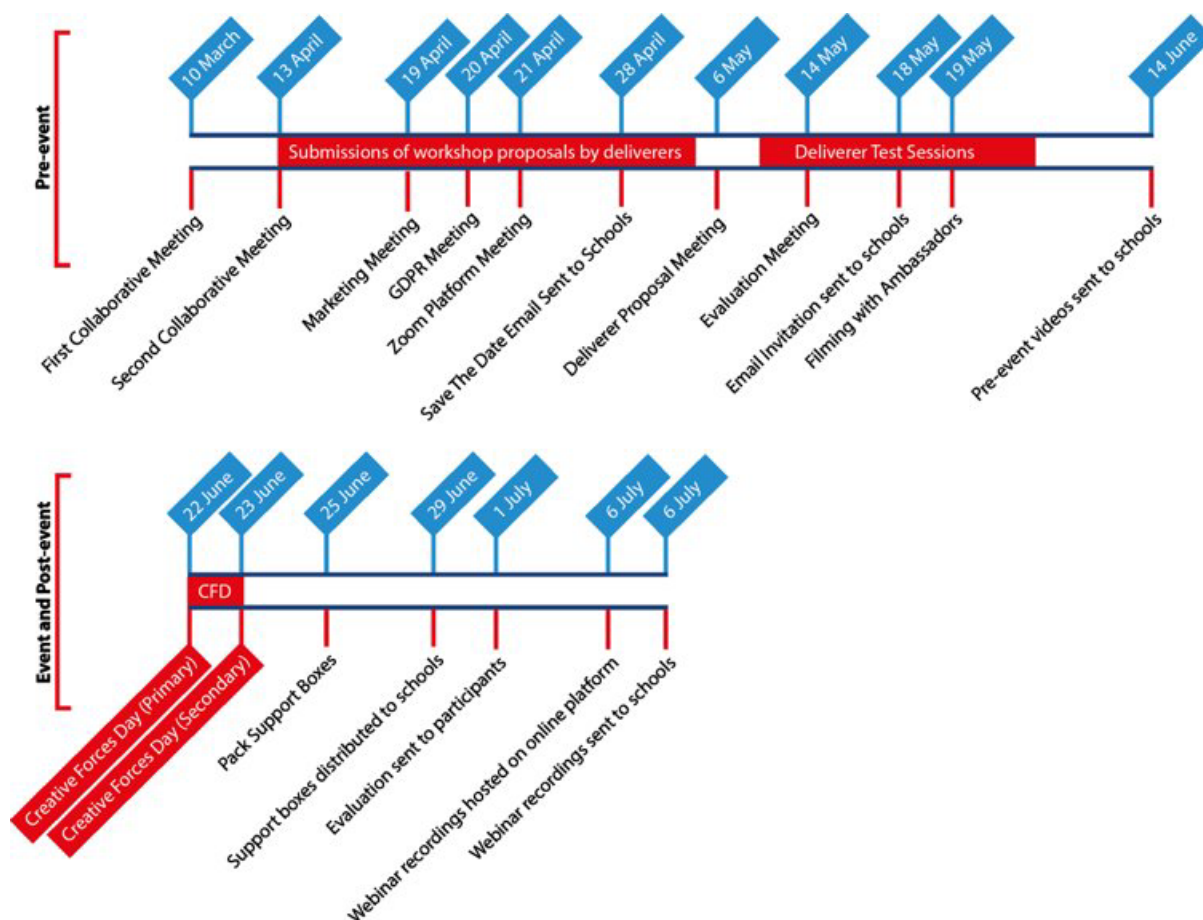 Pre-event
10 March
13 April
19 April
20 April
21 April
28 April
6 May
14 May
18 May
19 May
14 June
Submissions of workshop proposals by deliverers
Deliverer Test Sessions
First Collaborative Meeting
Second Collaborative Meeting
Marketing Meeting
GDPR Meeting
Zoom Platform Meeting
Save The Date Email Sent to Schools
Deliverer Proposal Meeting
Evaluation Meeting
Email Invitation sent to schools
Filming with Ambassadors
Pre-event videos sent to schools
Event and Post-event
22 June
23 June
25 June
29 June
1 July
6 July
6 July
CFD
Creative Forces Day (Primary)
Creative Forces Day (Secondary)
Pack Support Boxes
Support boxes distributed to schools
Evaluation sent to participants
Webinar recordings hosted on online platform
Webinar recordings sent to schools